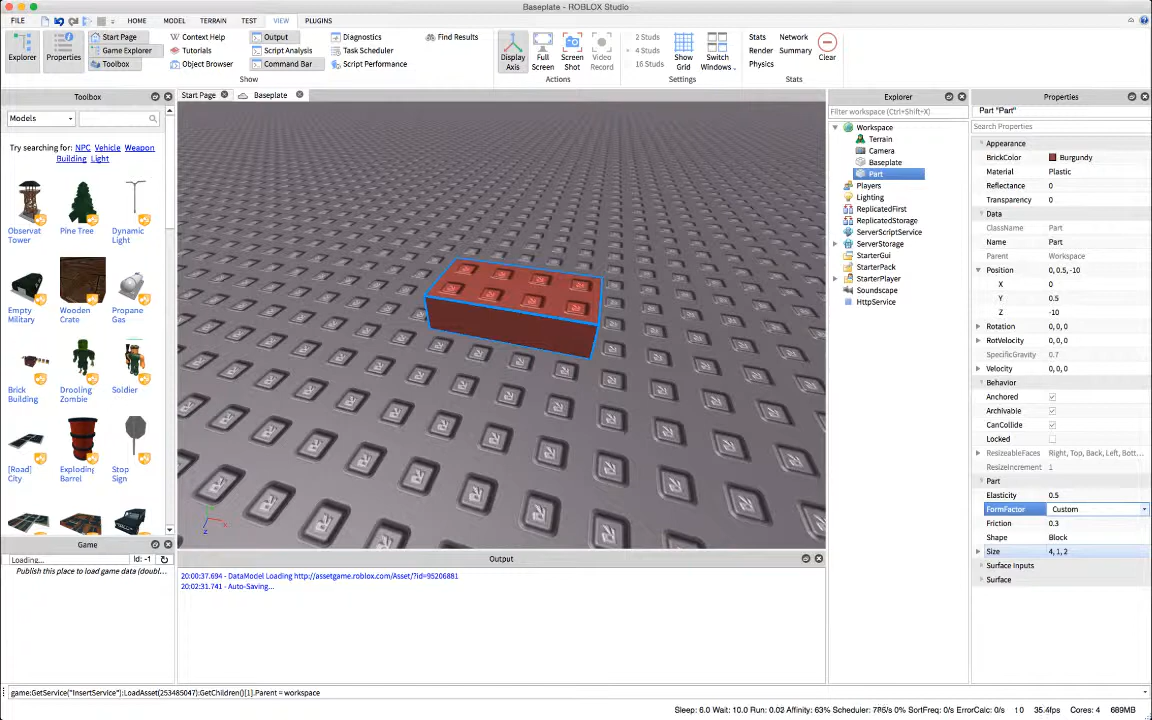 Baseplate - ROBLOX Studio
FILE HOME MODEL TERRAIN TEST VIEW PLUGINS
Explorer
Properties
Start Page
Game Explorer
Toolbox
Context Help
Tutorials
Object Browser
Output
Script Analysis
Command Bar
Diagnostics
Task Scheduler
Script Performance
Find Results
Show
Display Axis
Full Screen
Screen Shot
Video Record
Actions
2 Studs
4 Studs
16 Studs
Show Grid
Switch Windows
Settings
Stats
Render
Physics
Network
Summary
Clear
Stats
Toolbox
Models
Try searching for: NPC Vehicle Weapon
Building Light
Observat Tower
Pine Tree
Dynamic Light
Empty Military
Wooden Crate
Propane Gas
Brick Building
Drooling Zombie
Soldier
[Road] City
Exploding Barrel
Stop Sign
Game
Loading... Id: -1
Publish this place to load game data (doubl...
Start Page
Baseplate
Output
20:00:37.694 - DataModel Loading http://assetgame.roblox.com/Asset/?id=95206881
20:02:31.741 - Auto-Saving...
Explorer
Filter workspace (Ctrl+Shift+X)
Workspace
Terrain
Camera
Baseplate
Part
Players
Lighting
ReplicatedFirst
ReplicatedStorage
ServerScriptService
ServerStorage
StarterGui
StarterPack
StarterPlayer
Soundscape
HttpService
Properties
Part "Part"
Search Properties
Appearance
BrickColor Burgundy
Material Plastic
Reflectance 0
Transparency 0
Data
ClassName Part
Name Part
Parent Workspace
Position 0, 0.5, -10
X 0
Y 0.5
Z -10
Rotation 0, 0, 0
RotVelocity 0, 0, 0
SpecificGravity 0.7
Velocity 0, 0, 0
Behavior
Anchored
Archivable
CanCollide
Locked
ResizeableFaces Right, Top, Back, Left, Bott...
ResizeIncrement 1
Part
Elasticity 0.5
FormFactor Custom
Friction 0.3
Shape Block
Size 4, 1, 2
Surface Inputs
Surface
game:GetService("InsertService"):LoadAsset(253485047):GetChildren()[1].Parent = workspace
Sleep: 6.0 Wait: 10.0 Run: 0.02 Affinity: 63% Scheduler: 0% SortFreq: 0/s ErrorCalc: 0/s t 0 35.4fps Cores: 4 689MB